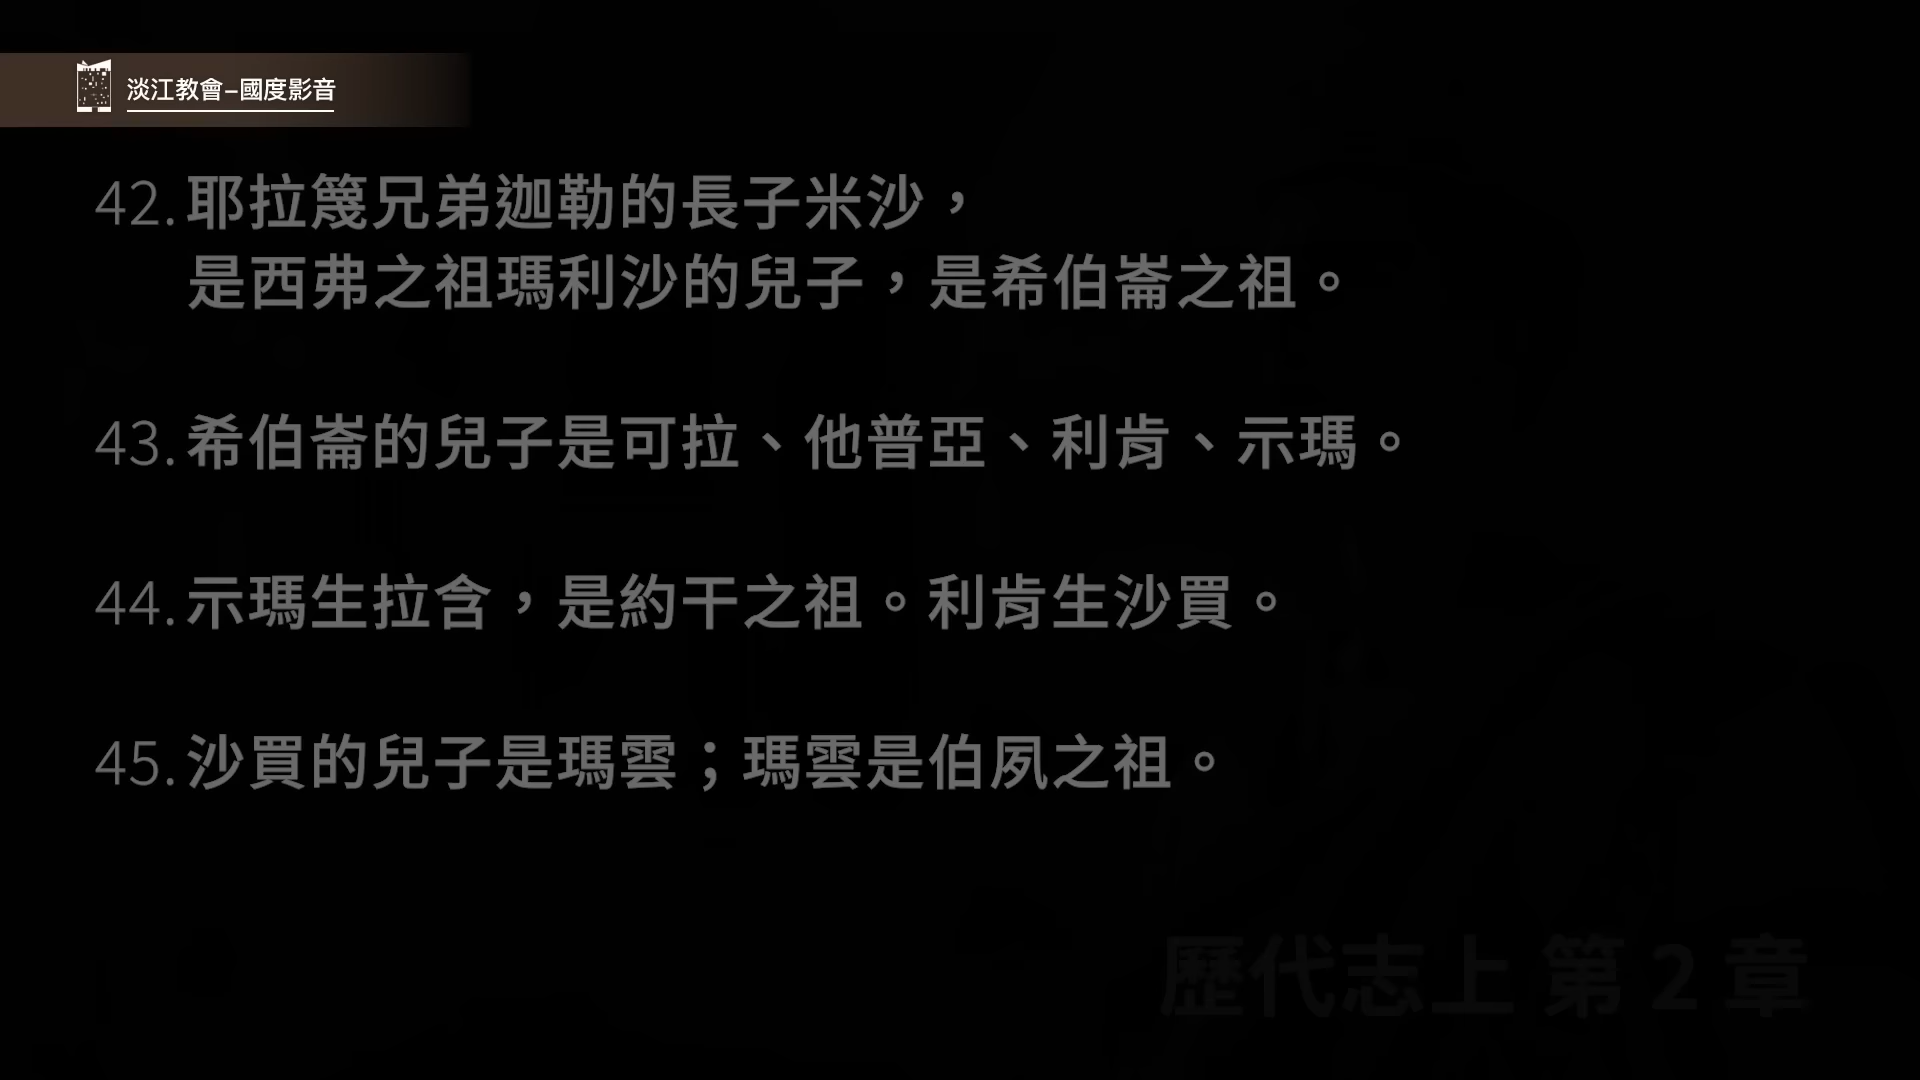 淡江教會–國度影音
42.耶拉篾兄弟迦勒的長子米沙，
是西弗之祖瑪利沙的兒子，是希伯崙之祖。
43.希伯崙的兒子是可拉、他普亞、利肯、示瑪。
44.示瑪生拉含，是約干之祖。利肯生沙買。
45.沙買的兒子是瑪雲；瑪雲是伯夙之祖。
歷代志上 第 2 章